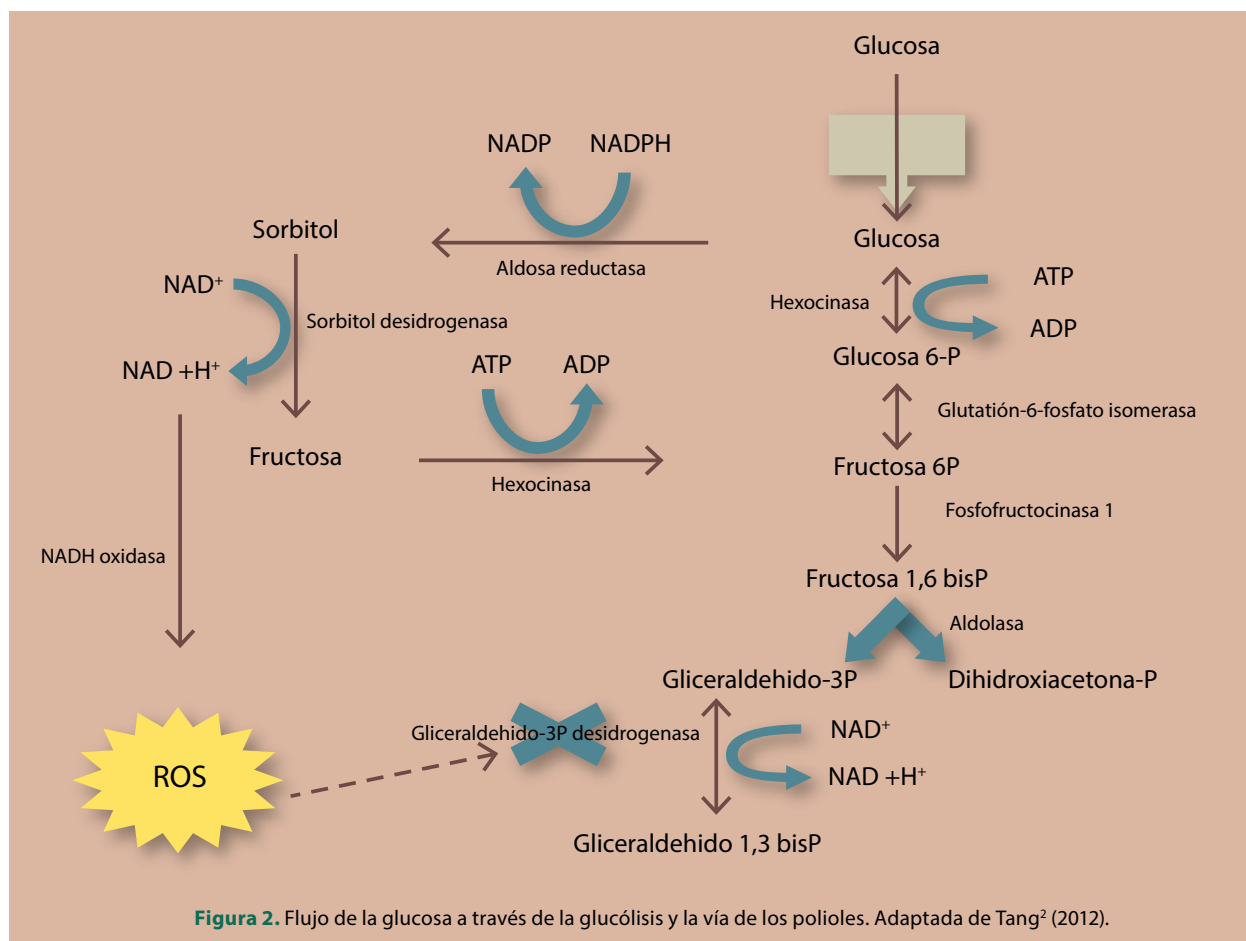 Glucosa
NADP NADPH
Glucosa
Sorbitol
Aldosa reductasa
NAD⁺
Hexocinasa
ATP
ADP
Sorbitol desidrogenasa
NAD +H⁺
ATP ADP
Glucosa 6-P
Glutatión-6-fosfato isomerasa
Fructosa
Hexocinasa
Fructosa 6P
Fosfofructocinasa 1
NADH oxidasa
Fructosa 1,6 bisP
Aldolasa
Gliceraldehido-3P Dihidroxiacetona-P
Gliceraldehido-3P desidrogenasa
NAD⁺
NAD +H⁺
ROS
Gliceraldehido 1,3 bisP
Figura 2. Flujo de la glucosa a través de la glucólisis y la vía de los polioles. Adaptada de Tang² (2012).